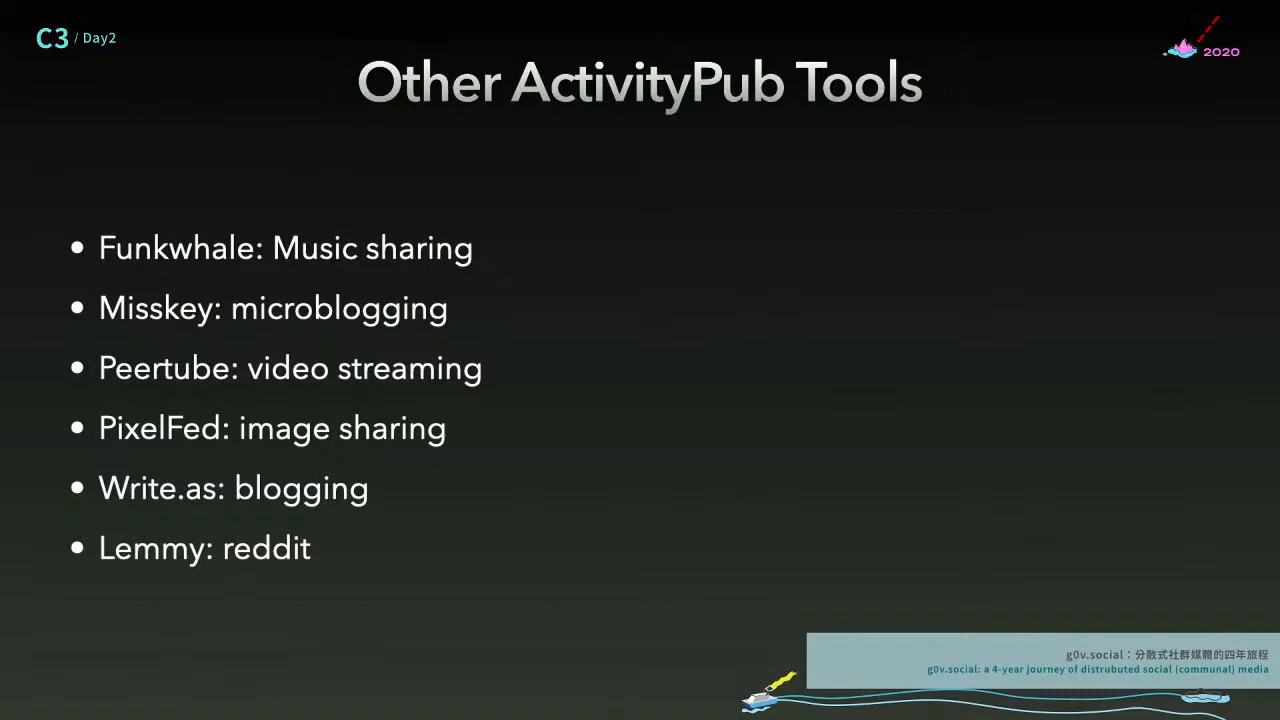 C3 / Day2
2020
Other ActivityPub Tools
• Funkwhale: Music sharing
• Misskey: microblogging
• Peertube: video streaming
• PixelFed: image sharing
• Write.as: blogging
• Lemmy: reddit
g0v.social：分散式社群媒體的四年旅程
g0v.social: a 4-year journey of distrubuted social (communal) media